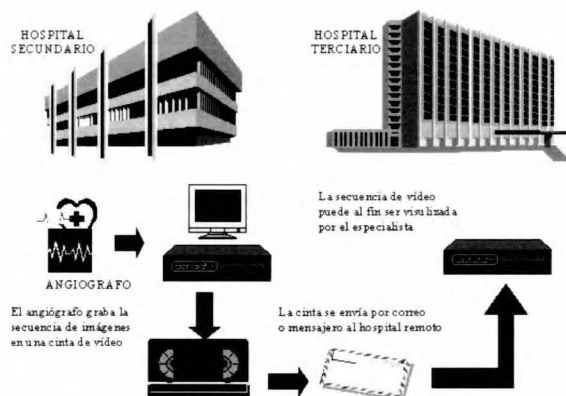 HOSPITAL
SECUNDARIO
HOSPITAL
TERCIARIO
La secuencia de vídeo
puede al fin ser visulizada
por el especialista
ANGIOGRAFO
El angiógrafo graba la
secuencia de imágenes
en una cinta de vídeo
La cinta se envía por correo
o mensajero al hospital remoto